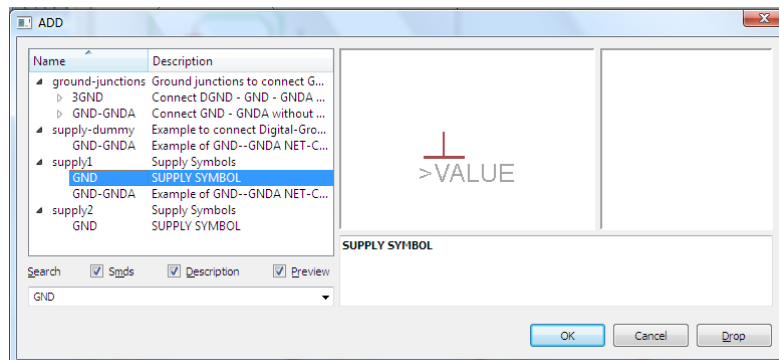 ADD
Name Description
ground-junctions Ground junctions to connect G...
3GND Connect DGND - GND - GNDA ...
GND-GNDA Connect GND - GNDA without ...
supply-dummy Example to connect Digital-Gro...
GND-GNDA Example of GND--GNDA NET-C...
supply1 Supply Symbols
GND SUPPLY SYMBOL
GND-GNDA Example of GND--GNDA NET-C...
supply2 Supply Symbols
GND SUPPLY SYMBOL
>VALUE
SUPPLY SYMBOL
Search Smds Description Preview
GND
OK Cancel Drop